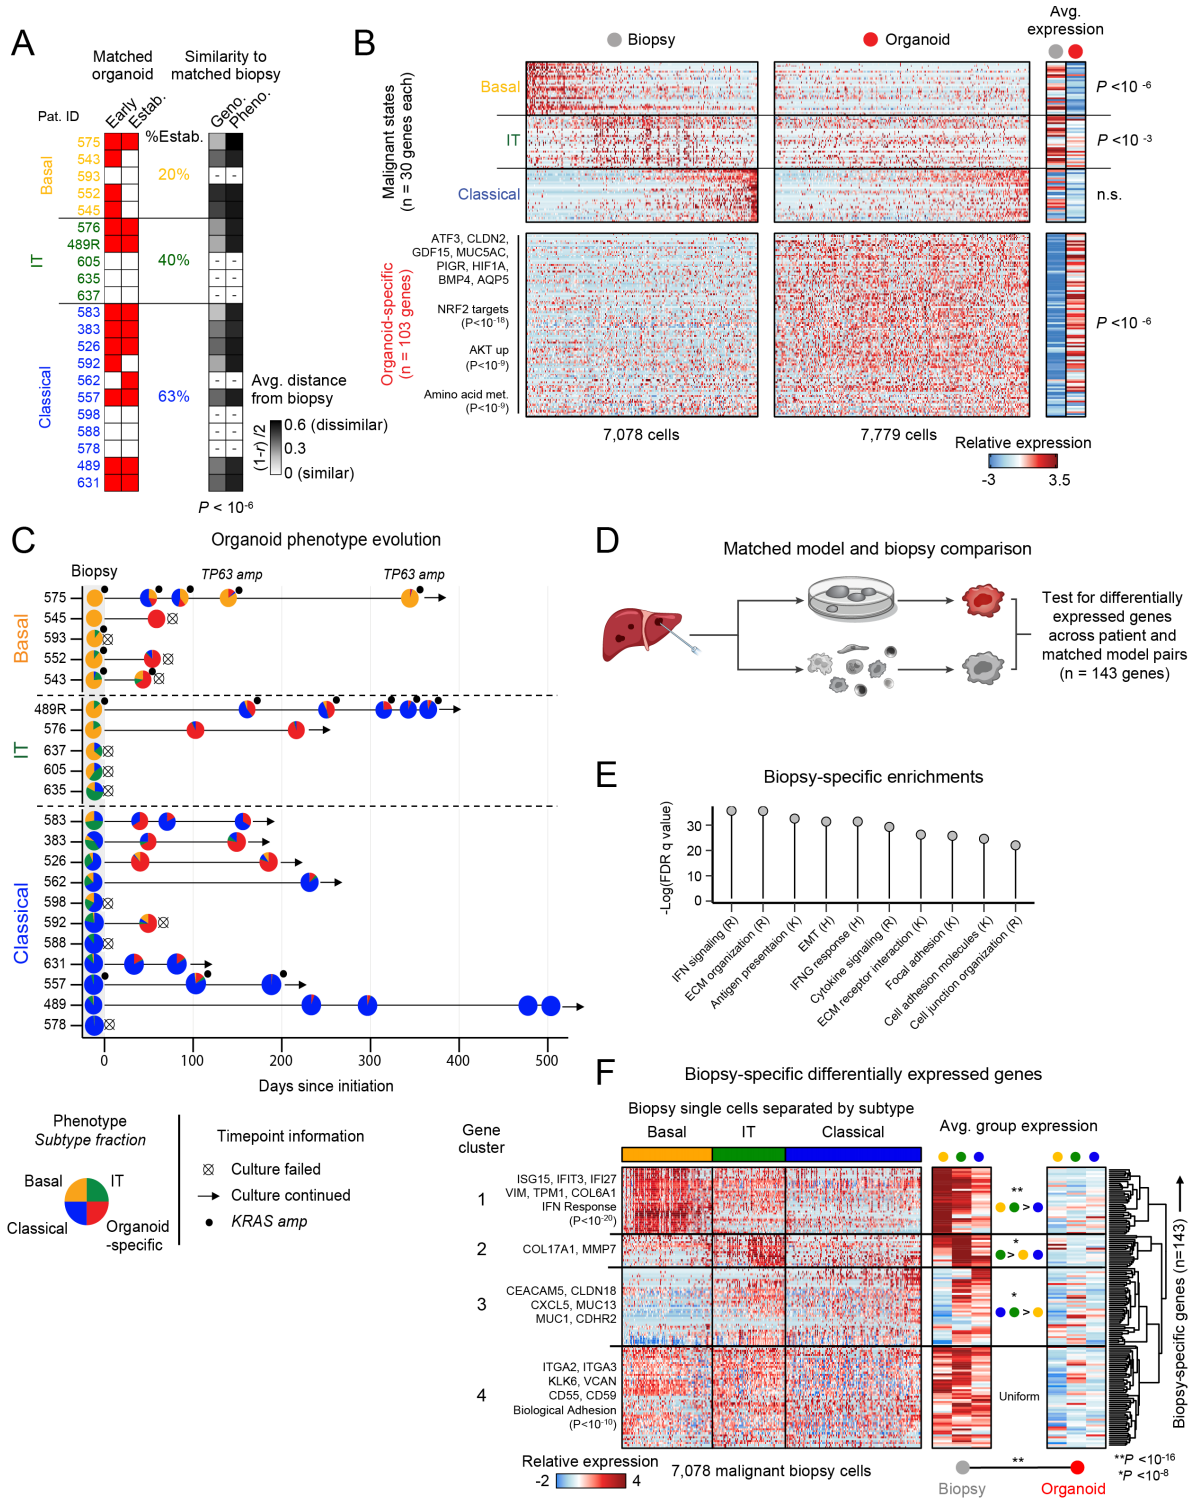 A
Matched
organoid
Similarity to
matched biopsy
Pat. ID
Early
Estab.
%Estab.
Geno.
Pheno.
Basal
575
543
593
552
545
20%
IT
576
489R
605
635
637
40%
Classical
583
383
526
592
562
557
598
588
578
489
631
63%
Avg. distance
from biopsy
(1-r) /2
0.6 (dissimilar)
0.3
0 (similar)
P < 10-6
B
Biopsy
Organoid
Avg.
expression
Malignant states
(n = 30 genes each)
Basal
IT
Classical
P <10 -6
P <10 -3
n.s.
Organoid-specific
(n = 103 genes)
ATF3, CLDN2,
GDF15, MUC5AC,
PIGR, HIF1A,
BMP4, AQP5
NRF2 targets
(P<10-18)
AKT up
(P<10-9)
Amino acid met.
(P<10-9)
P <10 -6
7,078 cells
7,779 cells
Relative expression
-3
3.5
C
Organoid phenotype evolution
Biopsy
TP63 amp
TP63 amp
Basal
575
545
593
552
543
IT
489R
576
637
605
635
Classical
583
383
526
562
598
592
588
631
557
489
578
0
100
200
300
400
500
Days since initiation
Phenotype
Subtype fraction
Basal
IT
Classical
Organoid
-specific
Timepoint information
Culture failed
Culture continued
KRAS amp
D
Matched model and biopsy comparison
Test for differentially
expressed genes
across patient and
matched model pairs
(n = 143 genes)
E
Biopsy-specific enrichments
-Log(FDR q value)
30
20
10
0
IFN signaling (R)
ECM organization (R)
Antigen presentaion (K)
EMT (H)
IFNG response (H)
Cytokine signaling (R)
ECM receptor interaction (K)
Focal adhesion (K)
Cell adhesion molecules (K)
Cell junction organization (R)
F
Biopsy-specific differentially expressed genes
Biopsy single cells separated by subtype
Gene
cluster
Basal
IT
Classical
Avg. group expression
1
ISG15, IFIT3, IFI27
VIM, TPM1, COL6A1
IFN Response
(P<10-20)
**
>
2
COL17A1, MMP7
*
>
3
CEACAM5, CLDN18
CXCL5, MUC13
MUC1, CDHR2
*
>
4
ITGA2, ITGA3
KLK6, VCAN
CD55, CD59
Biological Adhesion
(P<10-10)
Uniform
Biopsy-specific genes (n=143)
Relative expression
-2
4
7,078 malignant biopsy cells
**
Biopsy
Organoid
**P <10-16
*P <10-8